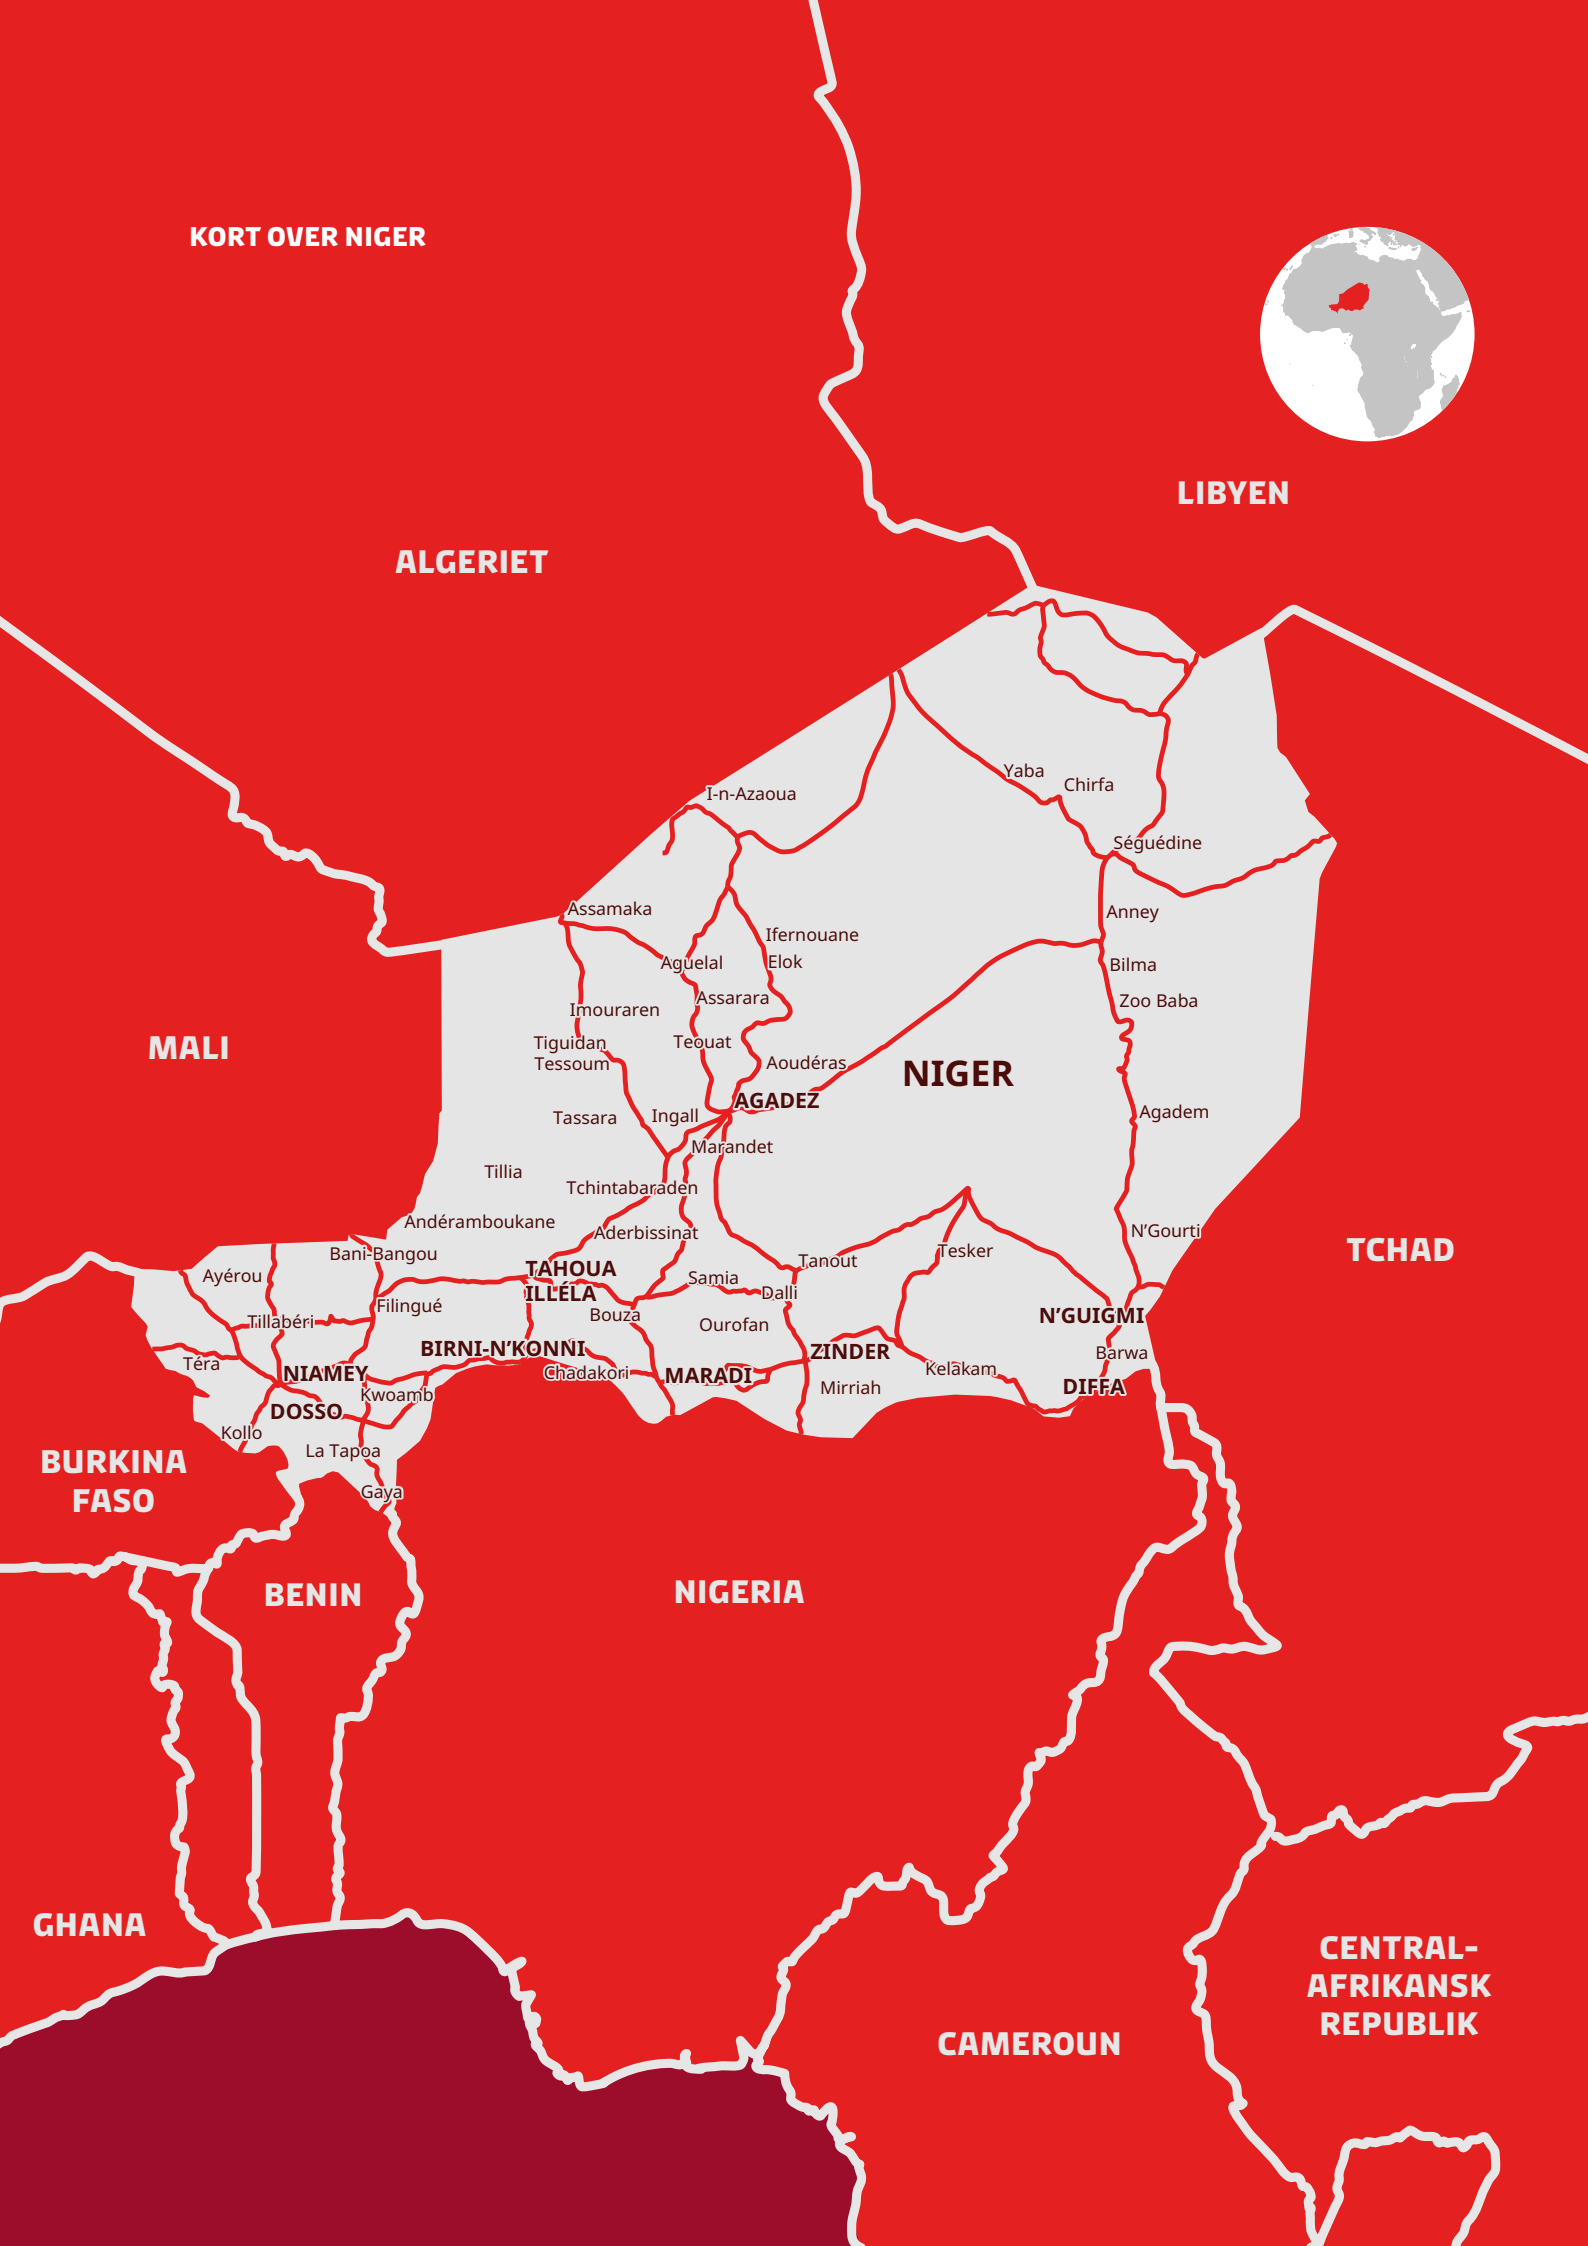 KORT OVER NIGER
LIBYEN
ALGERIET
Yaba
Chirfa
I-n-Azaoua
Séguédine
Assamaka
Anney
Ifernouane
Aguelal
Elok
Bilma
Assarara
Zoo Baba
Imouraren
Tiguidan
Tessoum
Teouat
MALI
Aoudéras
NIGER
AGADEZ
Tassara
Ingall
Agadem
Marandet
Tillia
Tchintabaraden
Andéramboukane
Aderbissinat
N'Gourti
TCHAD
Bani-Bangou
Tesker
Tanout
TAHOUA
Ayérou
Samia
Dalli
ILLÉLA
Filingué
Bouza
N'GUIGMI
Tillabéri
Ourofan
BIRNI-N'KONNI
ZINDER
Barwa
Téra
NIAMEY
Chadakori
MARADI
Kelakam
Mirriah
DIFFA
Kwoamb
DOSSO
Kollo
La Tapoa
BURKINA
FASO
Gaya
BENIN
NIGERIA
GHANA
CENTRAL-
AFRIKANSK
REPUBLIK
CAMEROUN